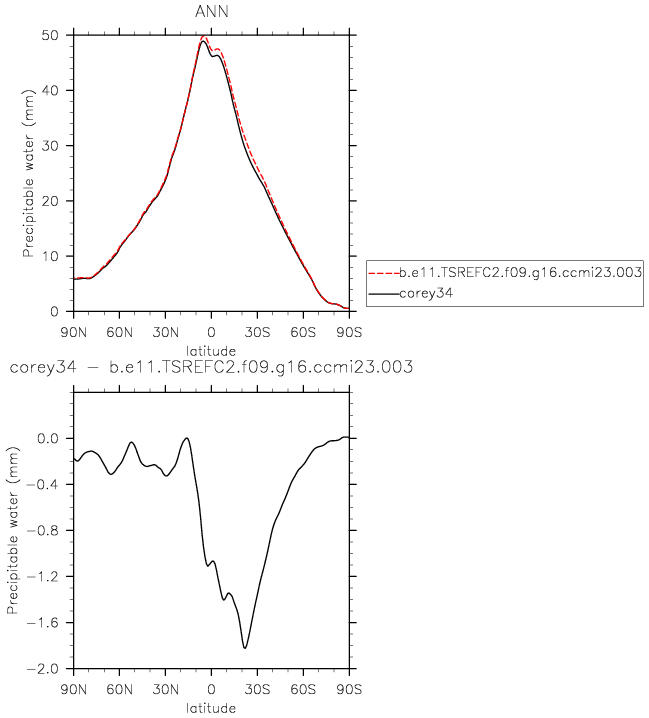 ANN
50
40
30
20
10
0
Precipitable water (mm)
90N 60N 30N 0 30S 60S 90S
latitude
b.e11.TSREFC2.f09.g16.ccmi23.003
corey34
corey34 − b.e11.TSREFC2.f09.g16.ccmi23.003
0.0
−0.4
−0.8
−1.2
−1.6
−2.0
Precipitable water (mm)
90N 60N 30N 0 30S 60S 90S
latitude